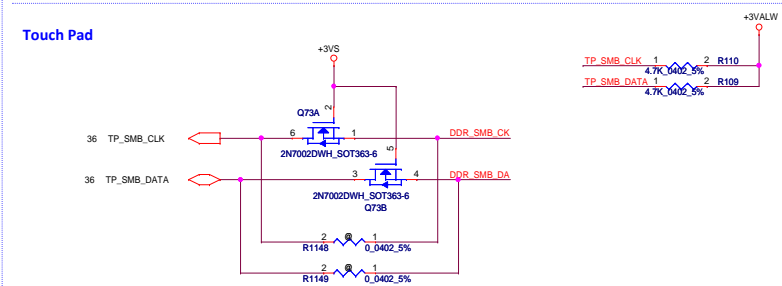 +3VALW
Touch Pad
+3VS
TP_SMB_CLK 1 2 R110
4.7K_0402_5%
TP_SMB_DATA 1 2 R109
4.7K_0402_5%
Q73A
2
36 TP_SMB_CLK 6 1 DDR_SMB_CK
2N7002DWH_SOT363-6
5
36 TP_SMB_DATA 3 4 DDR_SMB_DA
2N7002DWH_SOT363-6
Q73B
2 @ 1
R1148 0_0402_5%
2 @ 1
R1149 0_0402_5%